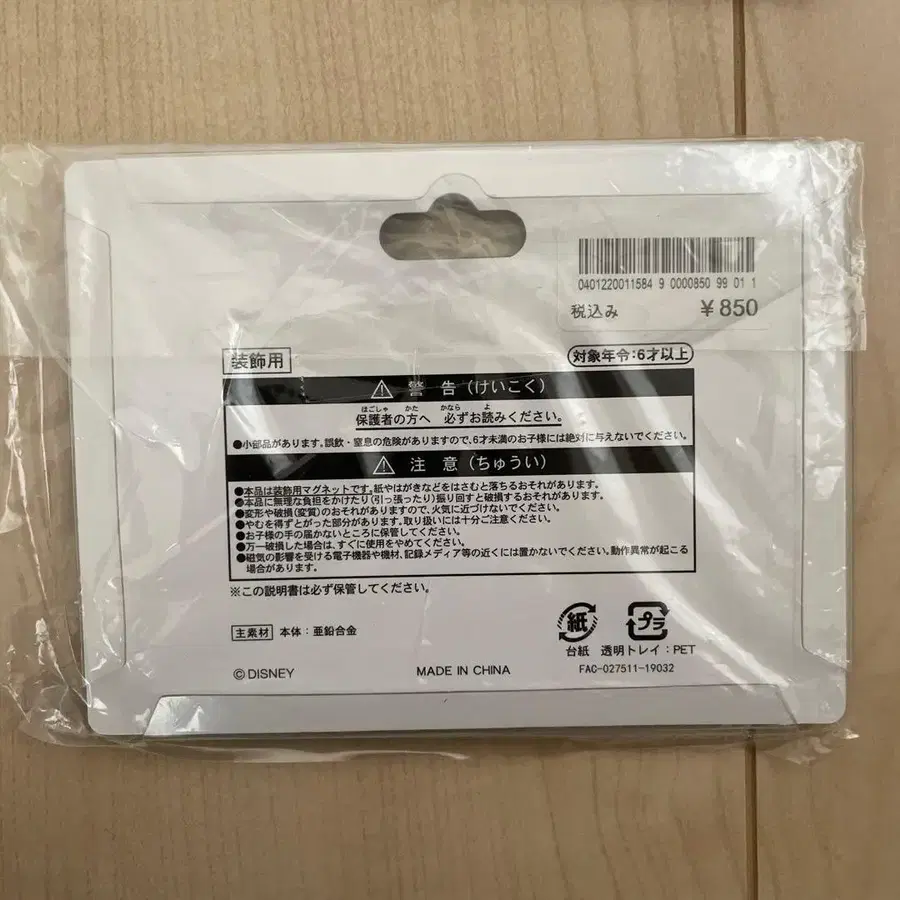 0401220011584 9 0000850 99 01 1
税込み ¥850
装飾用 対象年令:6才以上
警告(けいこく)
ほごしゃ かた かなら よ
保護者の方へ 必ずお読みください。
●小部品があります。誤飲・窒息の危険がありますので、6才未満のお子様には絶対に与えないでください。
注意(ちゅうい)
●本品は装飾用マグネットです。紙やはがきなどをはさむと落ちるおそれがあります。
●本品に無理な負担をかけたり(引っ張ったり)振り回すと破損するおそれがあります。
●変形や破損(変質)のおそれがありますので、火気に近づけないでください。
●やむを得ずとがった部分があります。取り扱いには十分ご注意ください。
●お子様の手の届かないところに保管してください。
●万一破損した場合は、すぐに使用をやめてください。
●磁気の影響を受ける電子機器や機材、記録メディア等の近くには置かないでください。動作異常が起こる
場合があります。
※この説明書は必ず保管してください。
主素材 本体:亜鉛合金
紙 プラ
台紙 透明トレイ:PET
©DISNEY MADE IN CHINA FAC-027511-19032